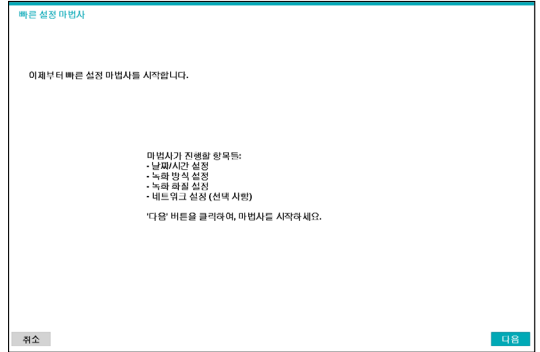 빠른 설정 마법사
이제부터 빠른 설정 마법사를 시작합니다.
마법사가 진행할 항목들:
- 날짜/시간 설정
- 녹화 방식 설정
- 녹화 화질 설정
- 네트워크 설정 (선택 사항)
'다음' 버튼을 클릭하여, 마법사를 시작하세요.
취소
다음